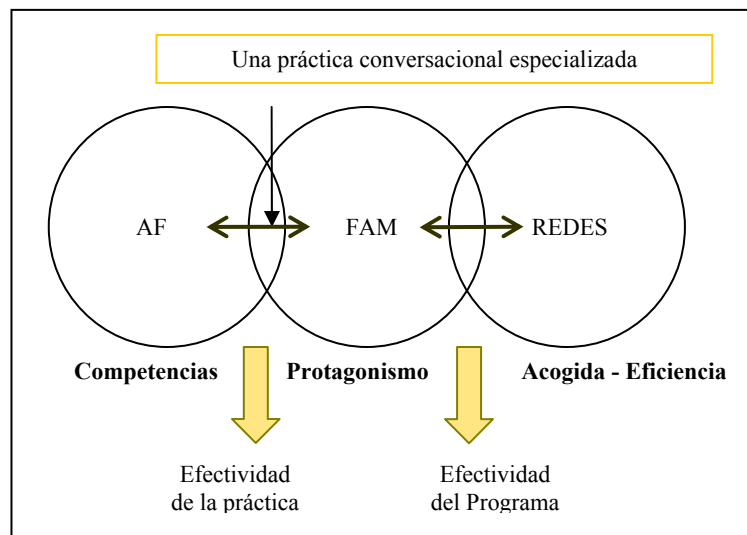 Una práctica conversacional especializada
AF
FAM
REDES
Competencias
Protagonismo
Acogida - Eficiencia
Efectividad
de la práctica
Efectividad
del Programa